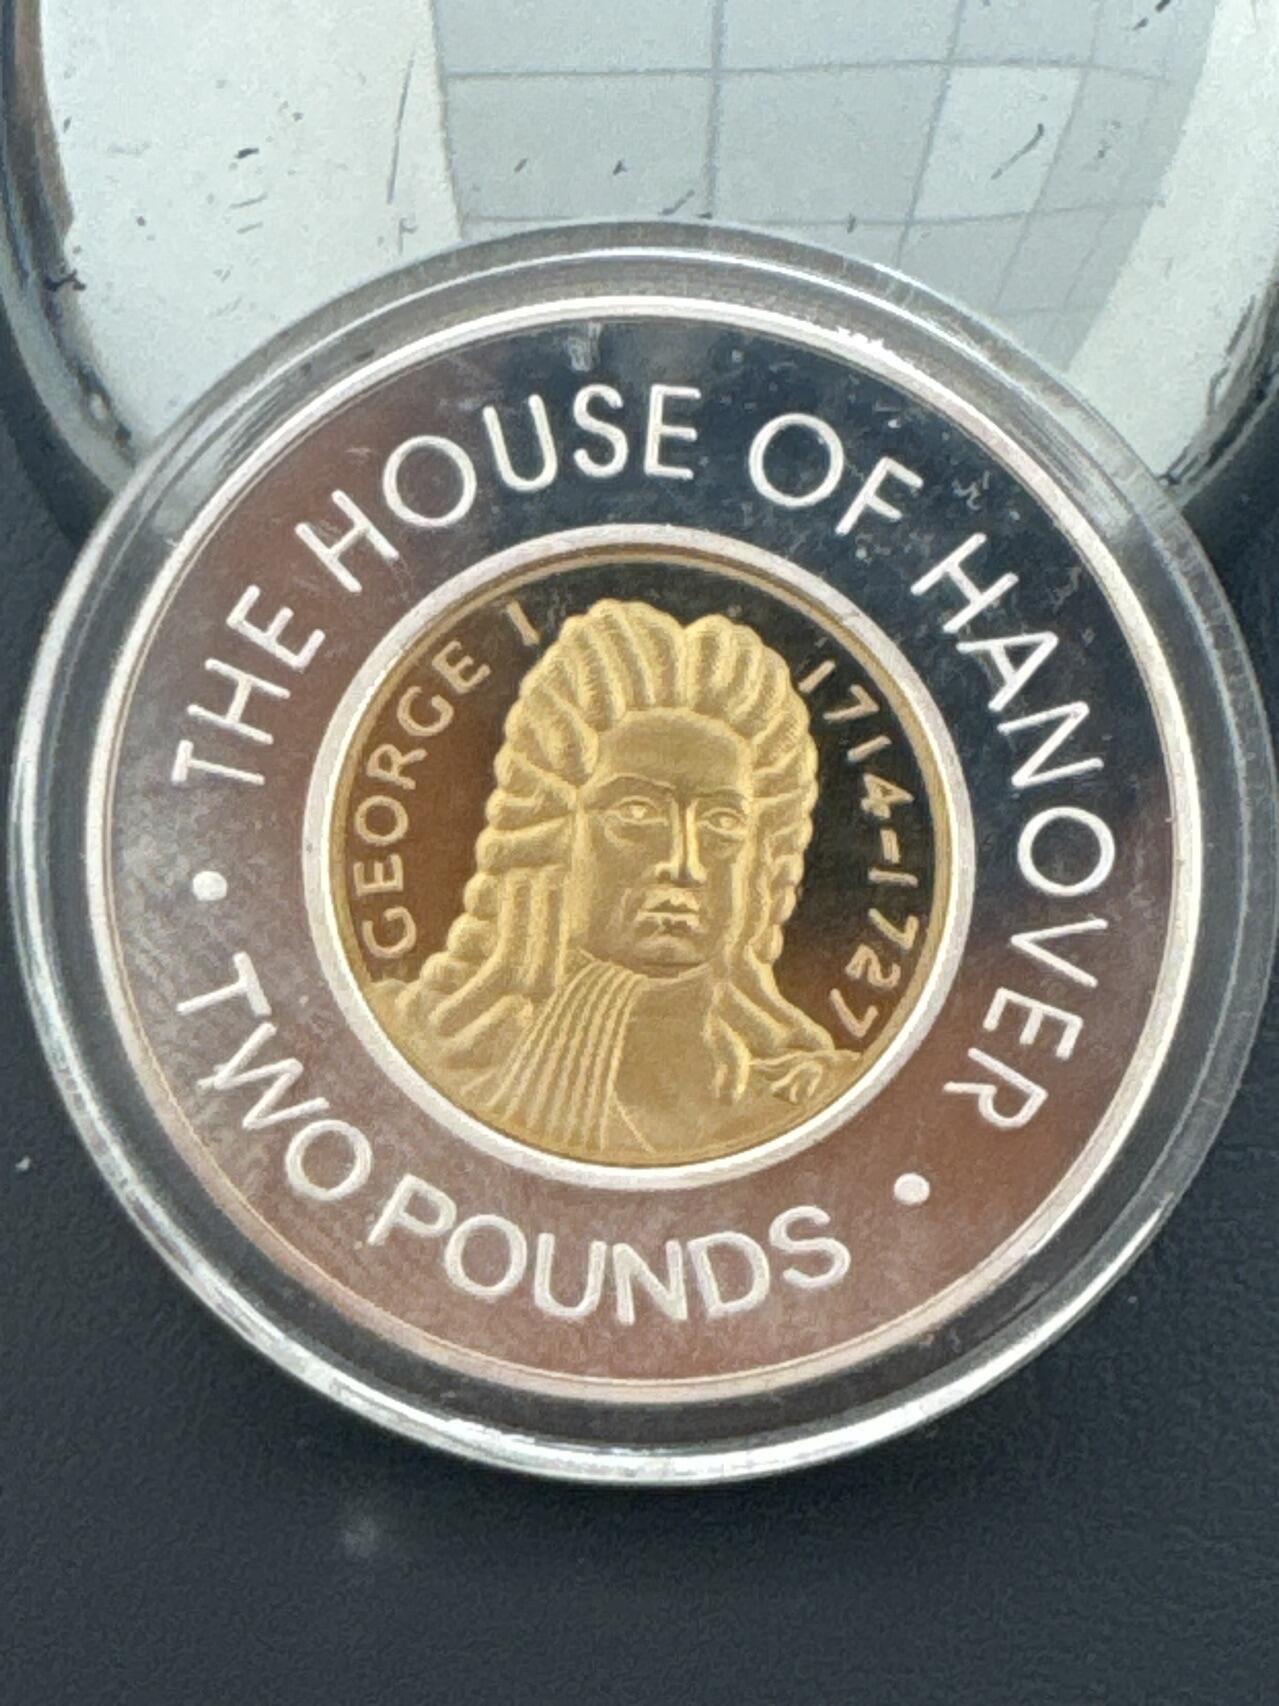 THE HOUSE OF HANOVER
GEORGE I
1714-1727
TWO POUNDS